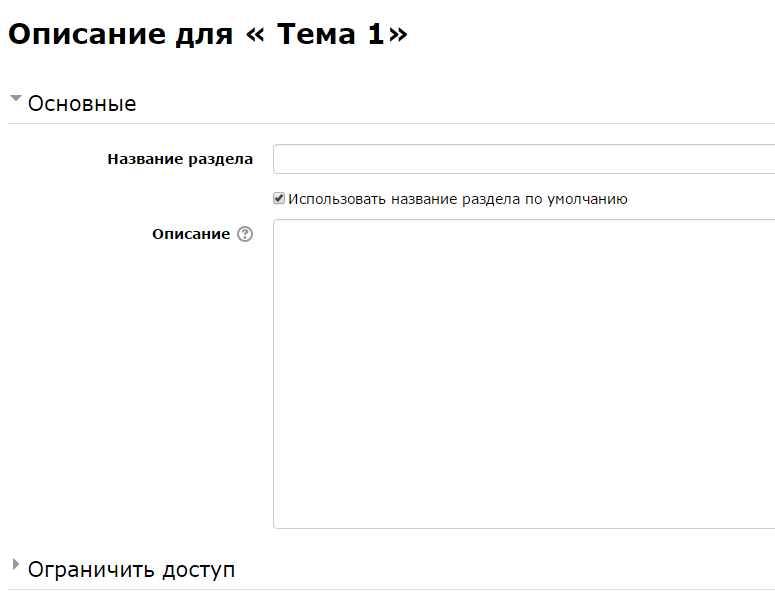 Описание для « Тема 1»
Основные
Название раздела
Использовать название раздела по умолчанию
Описание
Ограничить доступ